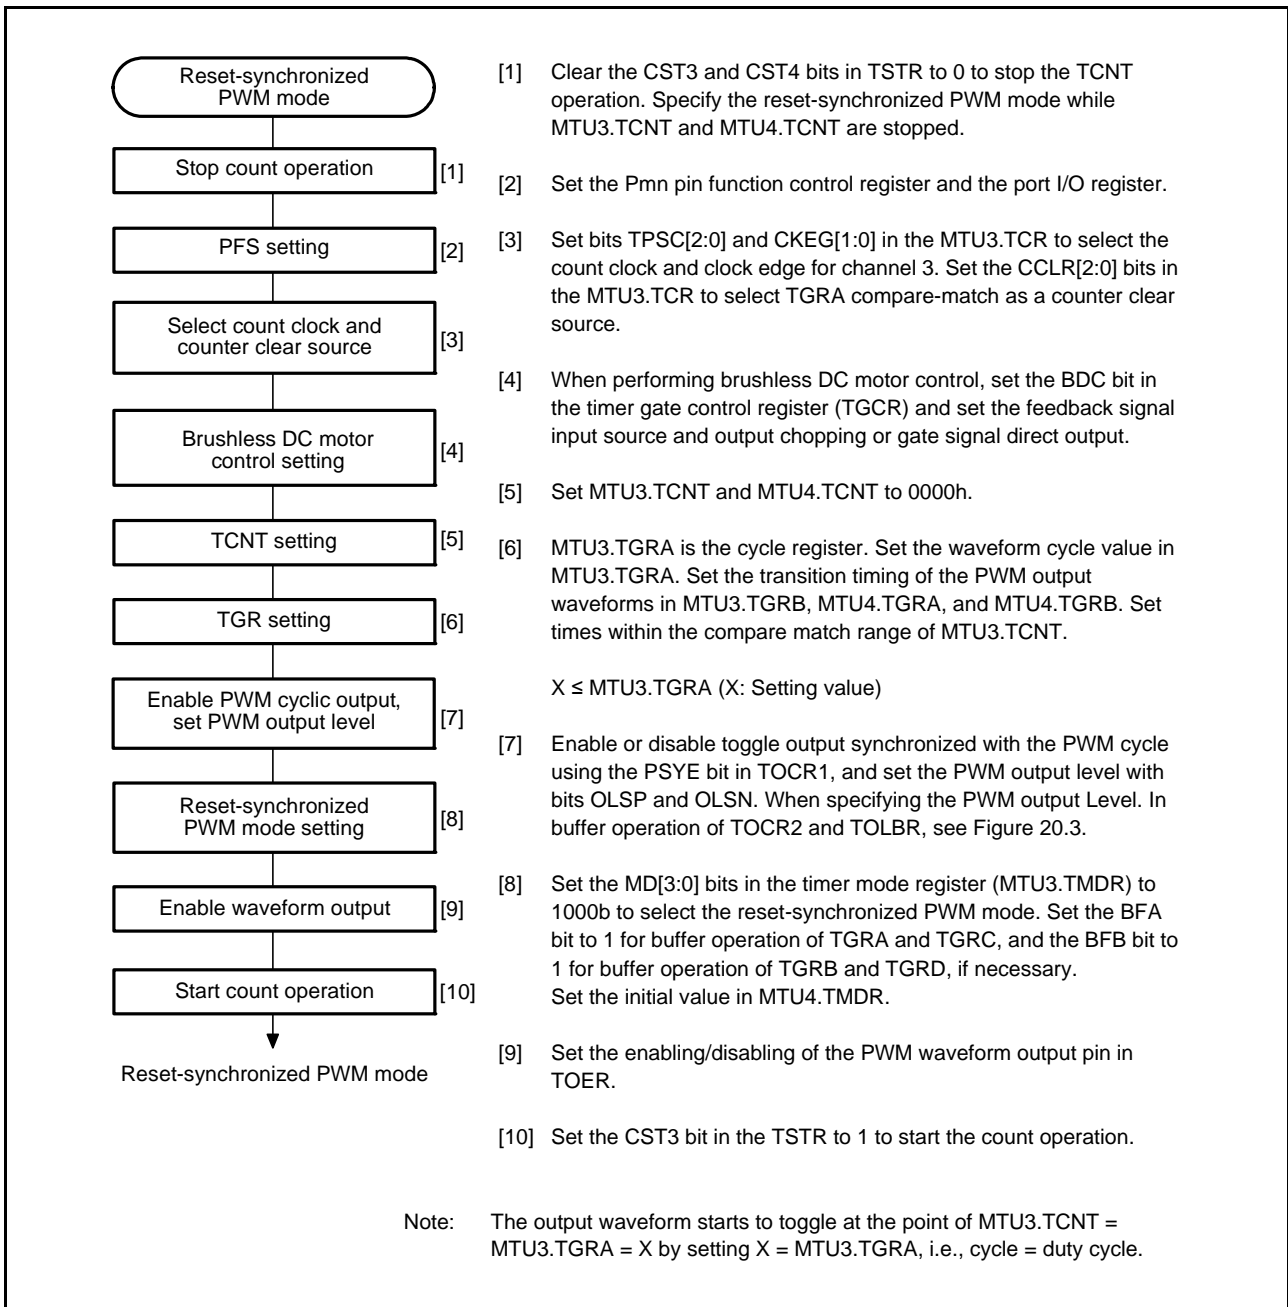 Reset-synchronized
PWM mode
Stop count operation
[1]
PFS setting
[2]
Select count clock and
counter clear source
[3]
Brushless DC motor
control setting
[4]
TCNT setting
[5]
TGR setting
[6]
Enable PWM cyclic output,
set PWM output level
[7]
Reset-synchronized
PWM mode setting
[8]
Enable waveform output
[9]
Start count operation
[10]
Reset-synchronized PWM mode
[1] Clear the CST3 and CST4 bits in TSTR to 0 to stop the TCNT
operation. Specify the reset-synchronized PWM mode while
MTU3.TCNT and MTU4.TCNT are stopped.
[2] Set the Pmn pin function control register and the port I/O register.
[3] Set bits TPSC[2:0] and CKEG[1:0] in the MTU3.TCR to select the
count clock and clock edge for channel 3. Set the CCLR[2:0] bits in
the MTU3.TCR to select TGRA compare-match as a counter clear
source.
[4] When performing brushless DC motor control, set the BDC bit in
the timer gate control register (TGCR) and set the feedback signal
input source and output chopping or gate signal direct output.
[5] Set MTU3.TCNT and MTU4.TCNT to 0000h.
[6] MTU3.TGRA is the cycle register. Set the waveform cycle value in
MTU3.TGRA. Set the transition timing of the PWM output
waveforms in MTU3.TGRB, MTU4.TGRA, and MTU4.TGRB. Set
times within the compare match range of MTU3.TCNT.
X ≤ MTU3.TGRA (X: Setting value)
[7] Enable or disable toggle output synchronized with the PWM cycle
using the PSYE bit in TOCR1, and set the PWM output level with
bits OLSP and OLSN. When specifying the PWM output Level. In
buffer operation of TOCR2 and TOLBR, see Figure 20.3.
[8] Set the MD[3:0] bits in the timer mode register (MTU3.TMDR) to
1000b to select the reset-synchronized PWM mode. Set the BFA
bit to 1 for buffer operation of TGRA and TGRC, and the BFB bit to
1 for buffer operation of TGRB and TGRD, if necessary.
Set the initial value in MTU4.TMDR.
[9] Set the enabling/disabling of the PWM waveform output pin in
TOER.
[10] Set the CST3 bit in the TSTR to 1 to start the count operation.
Note: The output waveform starts to toggle at the point of MTU3.TCNT =
MTU3.TGRA = X by setting X = MTU3.TGRA, i.e., cycle = duty cycle.